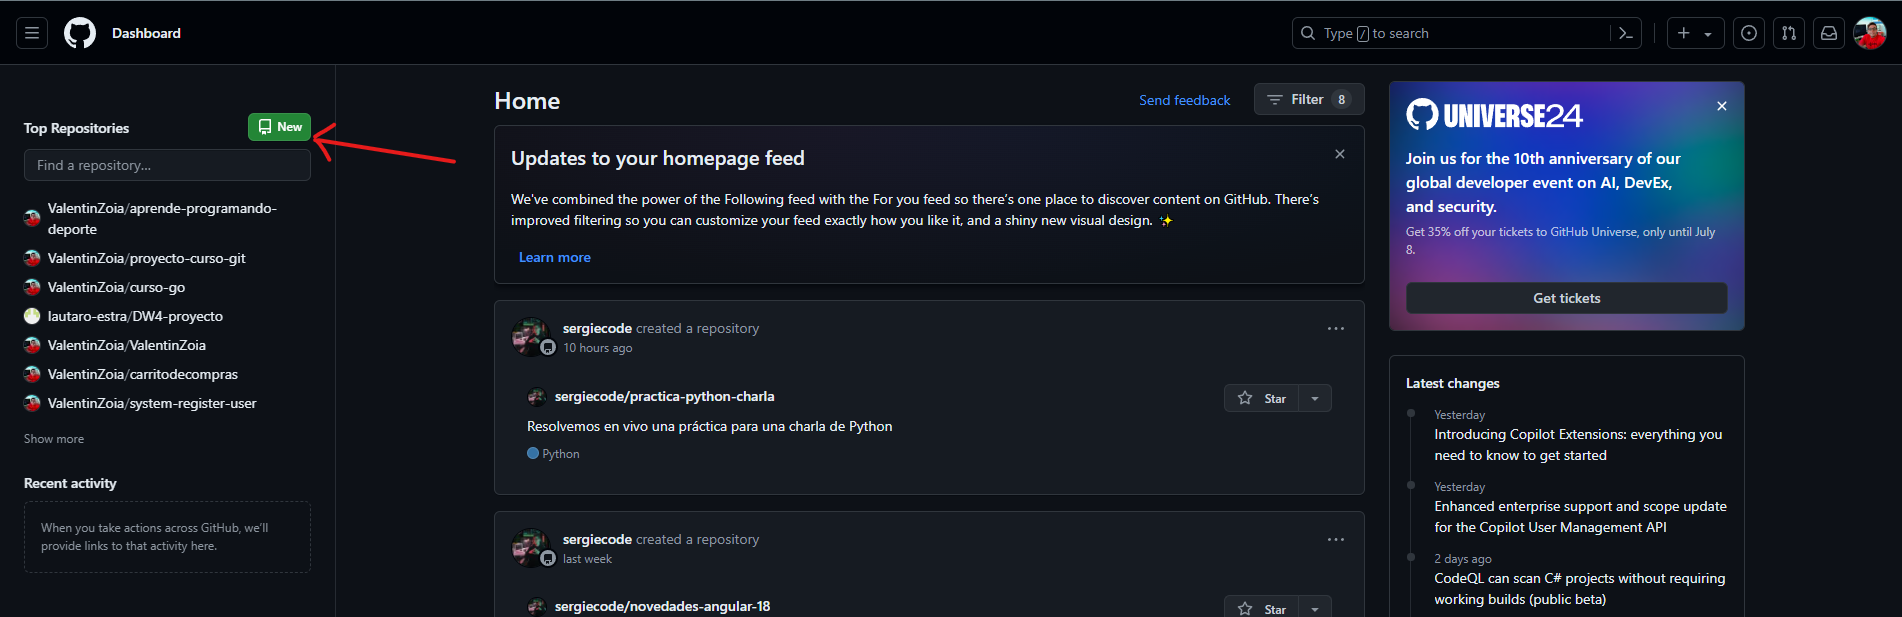 Dashboard
Type / to search
Top Repositories
New
Find a repository...
ValentinZoia/aprende-programando-
deporte
ValentinZoia/proyecto-curso-git
ValentinZoia/curso-go
lautaro-estra/DW4-proyecto
ValentinZoia/ValentinZoia
ValentinZoia/carritodecompras
ValentinZoia/system-register-user
Show more
Recent activity
When you take actions across GitHub, we'll
provide links to that activity here.
Home
Send feedback
Filter 8
Updates to your homepage feed
We've combined the power of the Following feed with the For you feed so there's one place to discover content on GitHub. There's
improved filtering so you can customize your feed exactly how you like it, and a shiny new visual design. ✨
Learn more
sergiecode created a repository
10 hours ago
sergiecode/practica-python-charla
Star
Resolvemos en vivo una práctica para una charla de Python
Python
sergiecode created a repository
last week
sergiecode/novedades-angular-18
Star
UNIVERSE24
Join us for the 10th anniversary of our
global developer event on AI, DevEx,
and security.
Get 35% off your tickets to GitHub Universe, only until July
8.
Get tickets
Latest changes
Yesterday
Introducing Copilot Extensions: everything you
need to know to get started
Yesterday
Enhanced enterprise support and scope update
for the Copilot User Management API
2 days ago
CodeQL can scan C# projects without requiring
working builds (public beta)